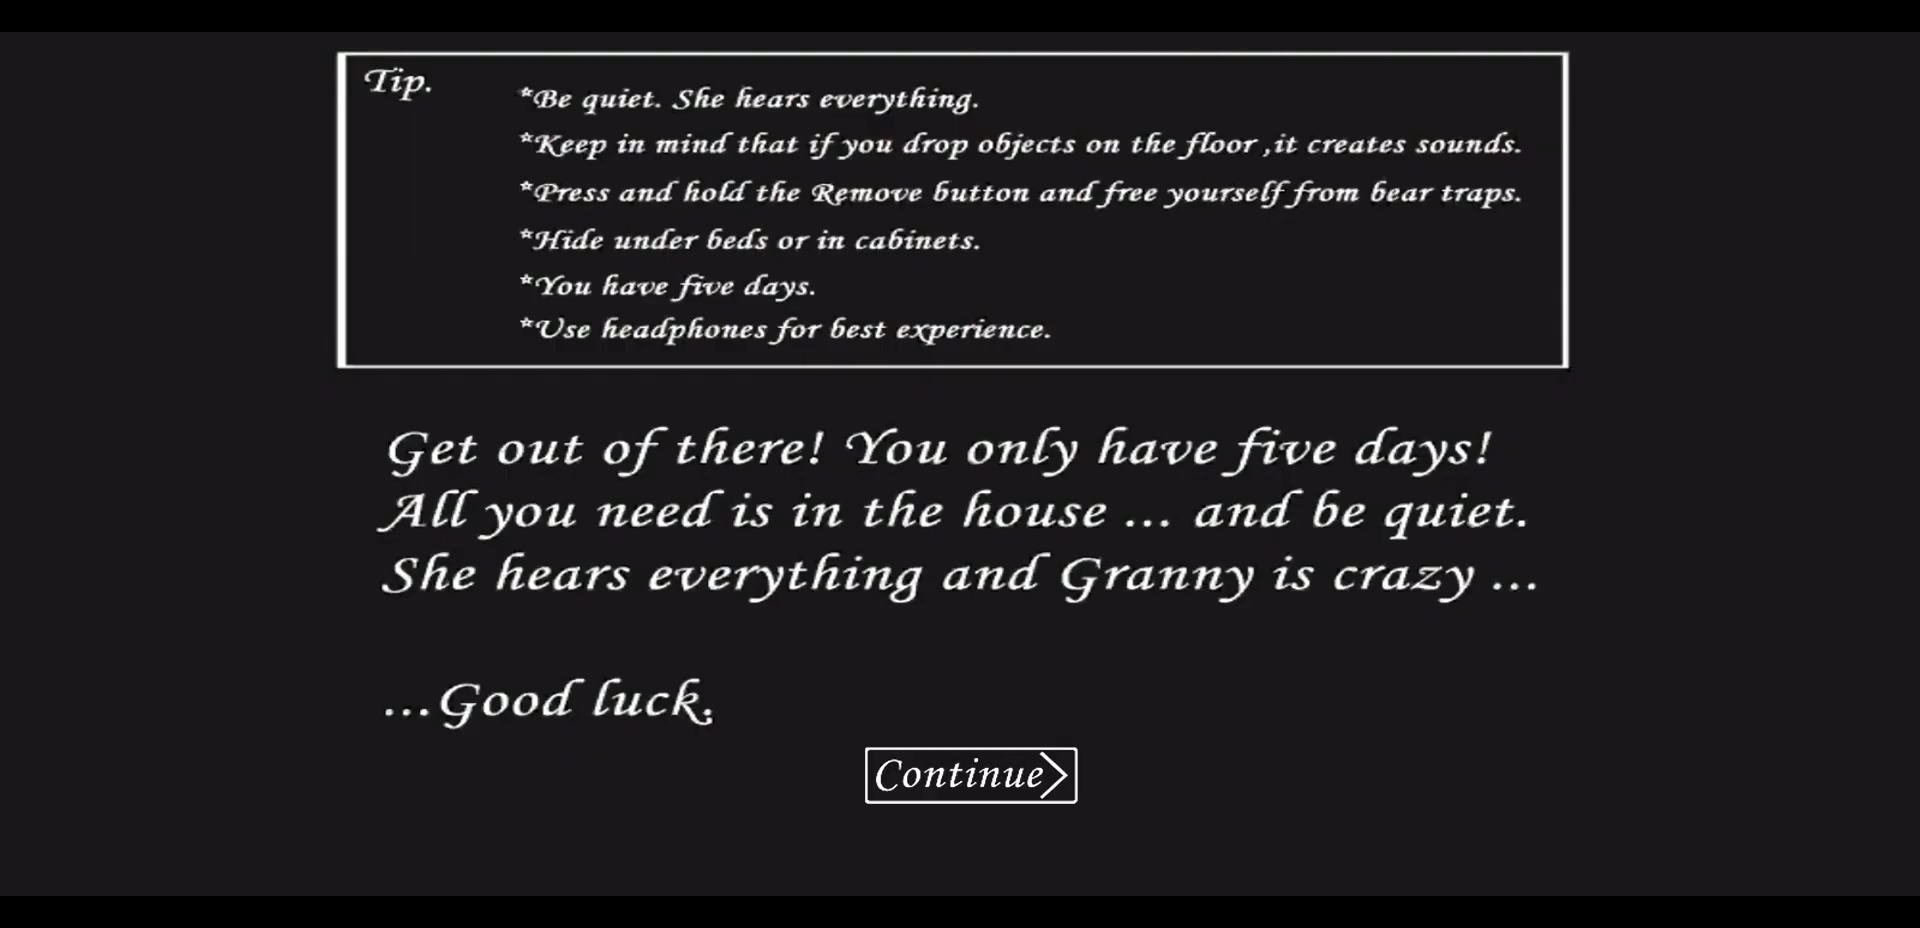 Tip.
*Be quiet. She hears everything.
*Keep in mind that if you drop objects on the floor ,it creates sounds.
*Press and hold the Remove button and free yourself from bear traps.
*Hide under beds or in cabinets.
*You have five days.
*Use headphones for best experience.
Get out of there! You only have five days!
All you need is in the house ... and be quiet.
She hears everything and Granny is crazy ...
...Good luck.
Continue>